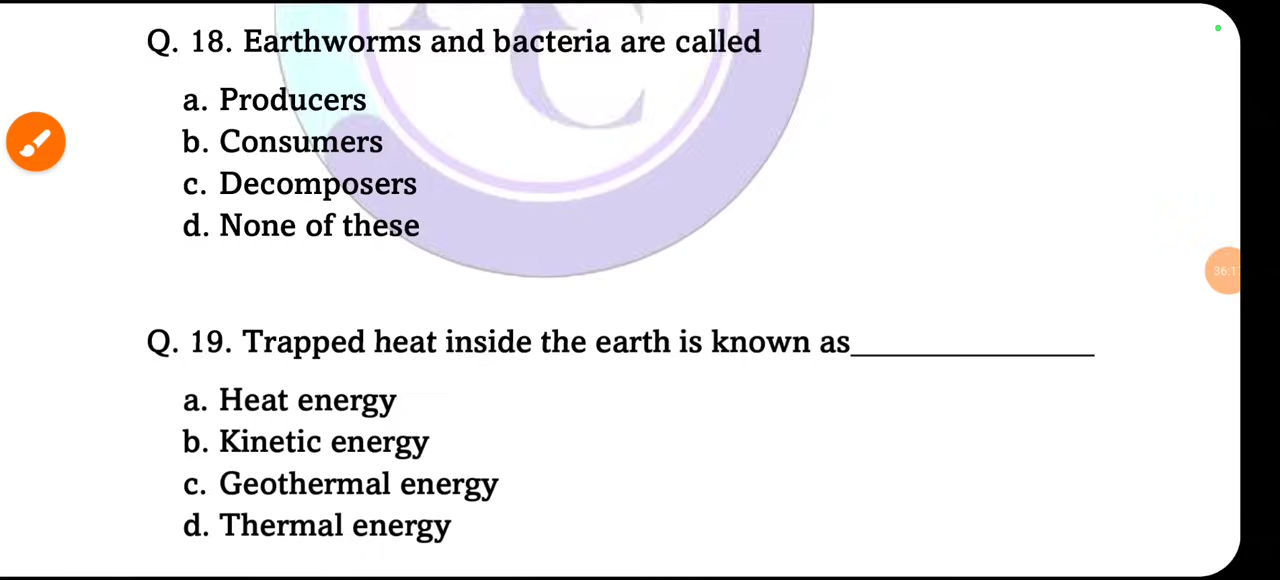 Q. 18. Earthworms and bacteria are called
a. Producers
b. Consumers
c. Decomposers
d. None of these
Q. 19. Trapped heat inside the earth is known as_______________
a. Heat energy
b. Kinetic energy
c. Geothermal energy
d. Thermal energy